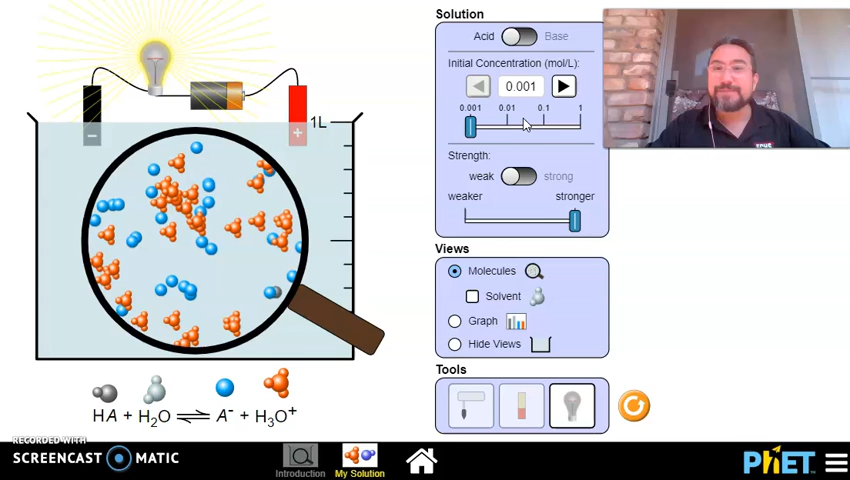 Solution
Acid Base
Initial Concentration (mol/L):
0.001
0.001 0.01 0.1 1
Strength:
weak strong
weaker stronger
Views
Molecules
Solvent
Graph
Hide Views
Tools
1L
−
+
HA + H₂O ⇌ A⁻ + H₃O⁺
RECORDED WITH
SCREENCAST MATIC
Introduction
My Solution
PhET